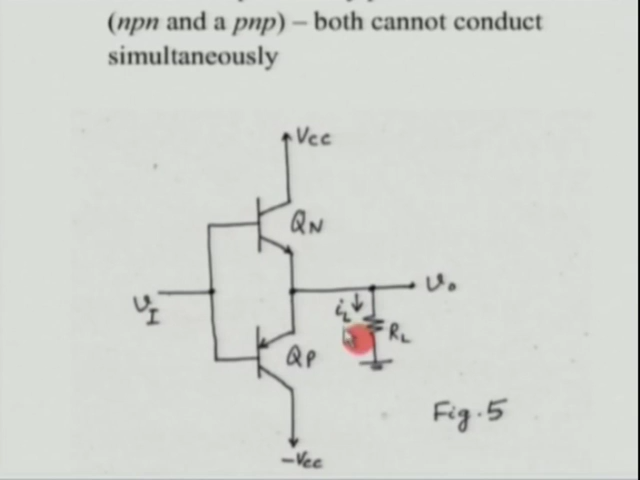 (npn and a pnp) – both cannot conduct
simultaneously
Vcc
QN
vI
vo
iL
RL
QP
Fig. 5
-Vcc